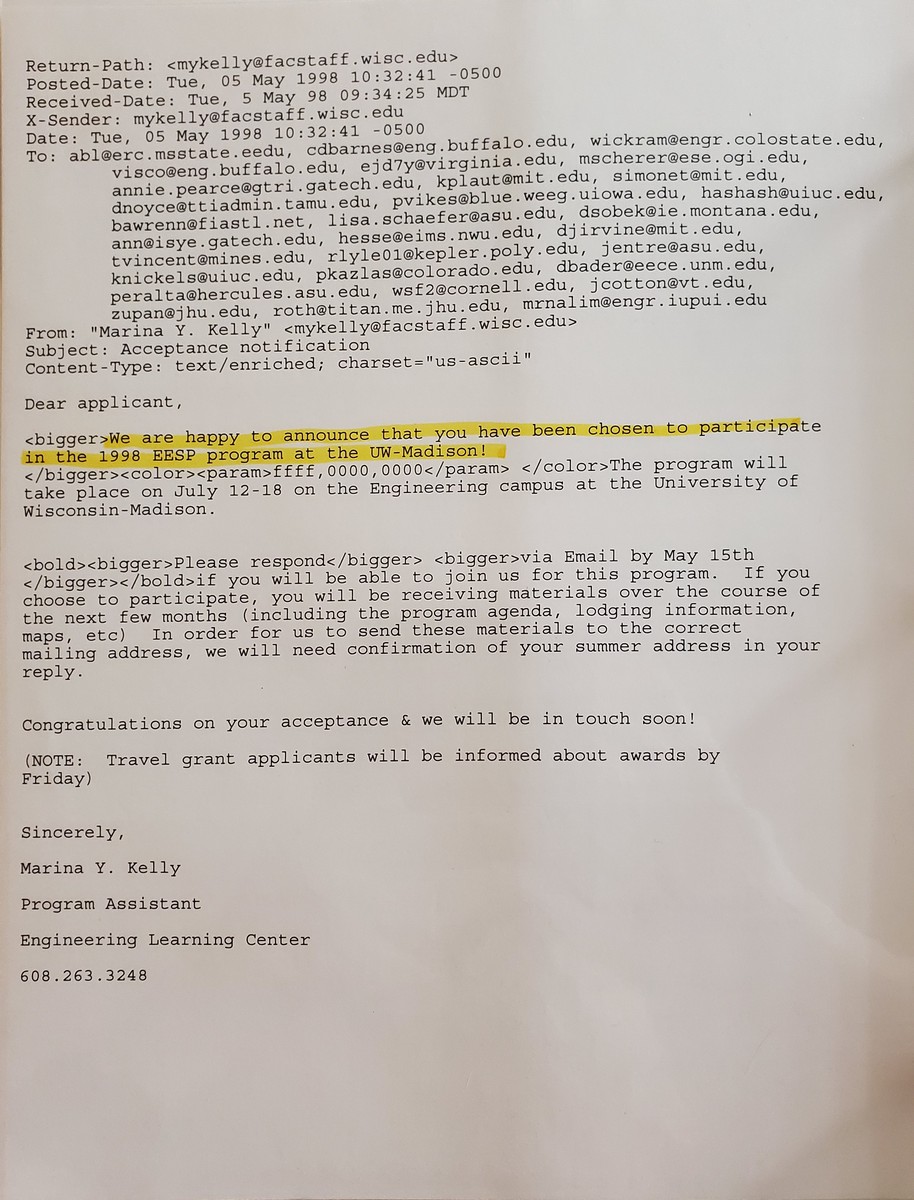 Return-Path: <mykelly@facstaff.wisc.edu>
Posted-Date: Tue, 05 May 1998 10:32:41 -0500
Received-Date: Tue, 5 May 98 09:34:25 MDT
X-Sender: mykelly@facstaff.wisc.edu
Date: Tue, 05 May 1998 10:32:41 -0500
To: abl@erc.msstate.eedu, cdbarnes@eng.buffalo.edu, wickram@engr.colostate.edu,
visco@eng.buffalo.edu, ejd7y@virginia.edu, mscherer@ese.ogi.edu,
annie.pearce@gtri.gatech.edu, kplaut@mit.edu, simonet@mit.edu,
dnoyce@ttiadmin.tamu.edu, pvikes@blue.weeg.uiowa.edu, hashash@uiuc.edu,
bawrenn@fiastl.net, lisa.schaefer@asu.edu, dsobek@ie.montana.edu,
ann@isye.gatech.edu, hesse@eims.nwu.edu, djirvine@mit.edu,
tvincent@mines.edu, rlyle01@kepler.poly.edu, jentre@asu.edu,
knickels@uiuc.edu, pkazlas@colorado.edu, dbader@eece.unm.edu,
peralta@hercules.asu.edu, wsf2@cornell.edu, jcotton@vt.edu,
zupan@jhu.edu, roth@titan.me.jhu.edu, mrnalim@engr.iupui.edu
From: "Marina Y. Kelly" <mykelly@facstaff.wisc.edu>
Subject: Acceptance notification
Content-Type: text/enriched; charset="us-ascii"
Dear applicant,
<bigger>We are happy to announce that you have been chosen to participate
in the 1998 EESP program at the UW-Madison!
</bigger><color><param>ffff,0000,0000</param> </color>The program will
take place on July 12-18 on the Engineering campus at the University of
Wisconsin-Madison.
<bold><bigger>Please respond</bigger> <bigger>via Email by May 15th
</bigger></bold>if you will be able to join us for this program.  If you
choose to participate, you will be receiving materials over the course of
the next few months (including the program agenda, lodging information,
maps, etc)  In order for us to send these materials to the correct
mailing address, we will need confirmation of your summer address in your
reply.
Congratulations on your acceptance & we will be in touch soon!
(NOTE:  Travel grant applicants will be informed about awards by
Friday)
Sincerely,
Marina Y. Kelly
Program Assistant
Engineering Learning Center
608.263.3248